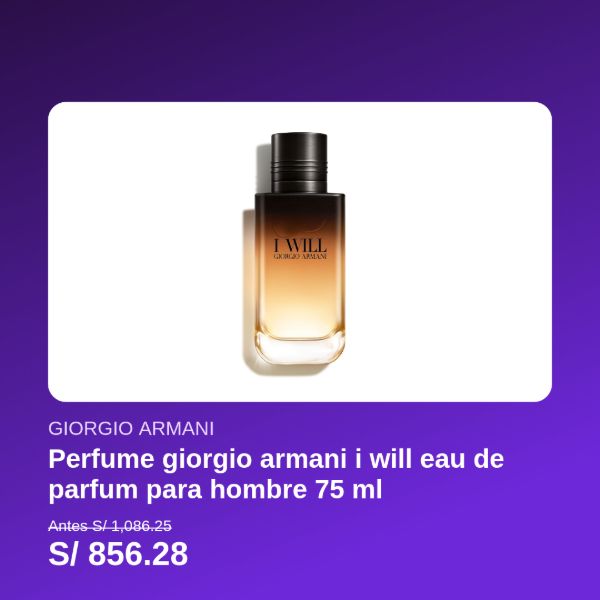 I WILL
GIORGIO ARMANI
GIORGIO ARMANI
Perfume giorgio armani i will eau de
parfum para hombre 75 ml
Antes S/ 1,086.25
S/ 856.28